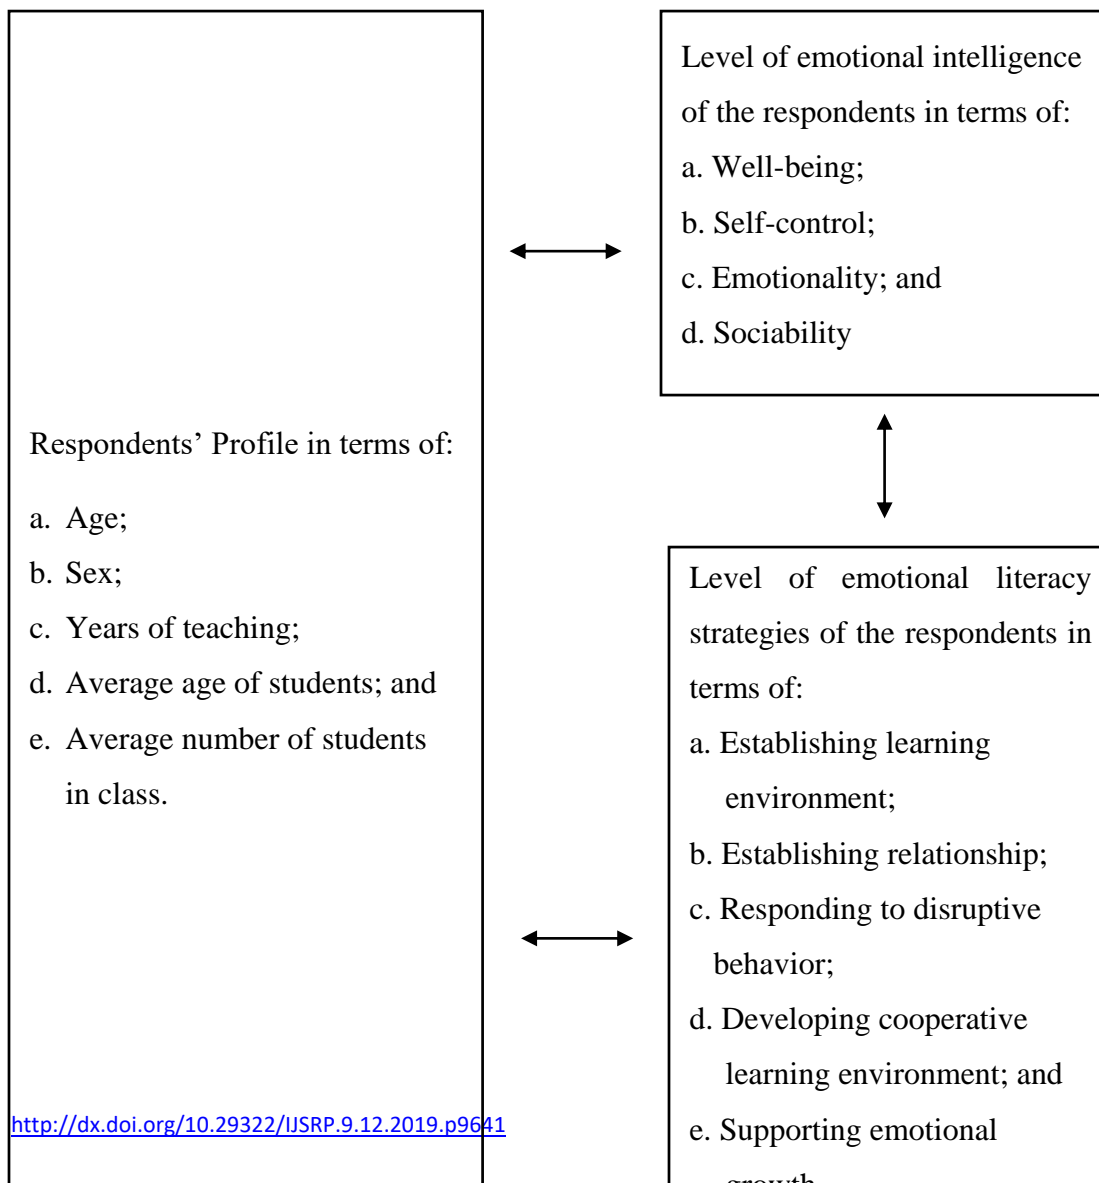 Respondents’ Profile in terms of:
a. Age;
b. Sex;
c. Years of teaching;
d. Average age of students; and
e. Average number of students
in class.
http://dx.doi.org/10.29322/IJSRP.9.12.2019.p9641
Level of emotional intelligence
of the respondents in terms of:
a. Well-being;
b. Self-control;
c. Emotionality; and
d. Sociability
Level of emotional literacy
strategies of the respondents in
terms of:
a. Establishing learning
environment;
b. Establishing relationship;
c. Responding to disruptive
behavior;
d. Developing cooperative
learning environment; and
e. Supporting emotional